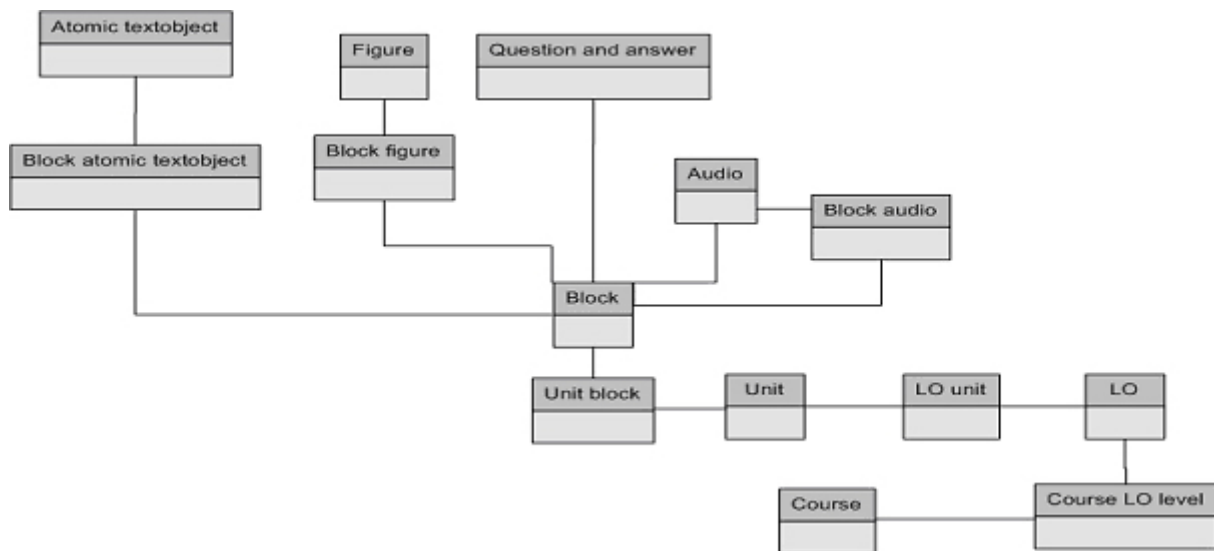 Atomic textobject
Figure
Question and answer
Block atomic textobject
Block figure
Audio
Block audio
Block
Unit block
Unit
LO unit
LO
Course
Course LO level